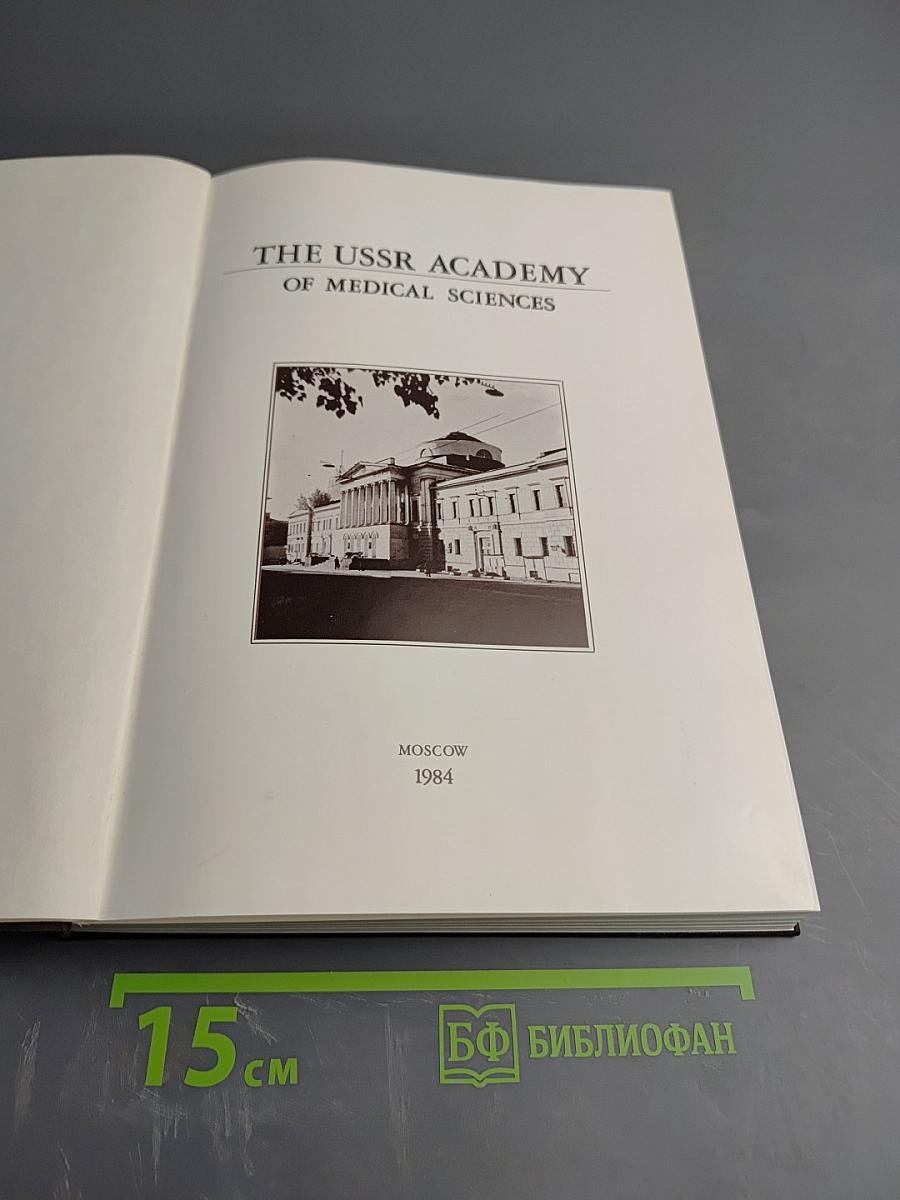 THE USSR ACADEMY
OF MEDICAL SCIENCES
MOSCOW
1984
15 см
БФ БИБЛИОФАН